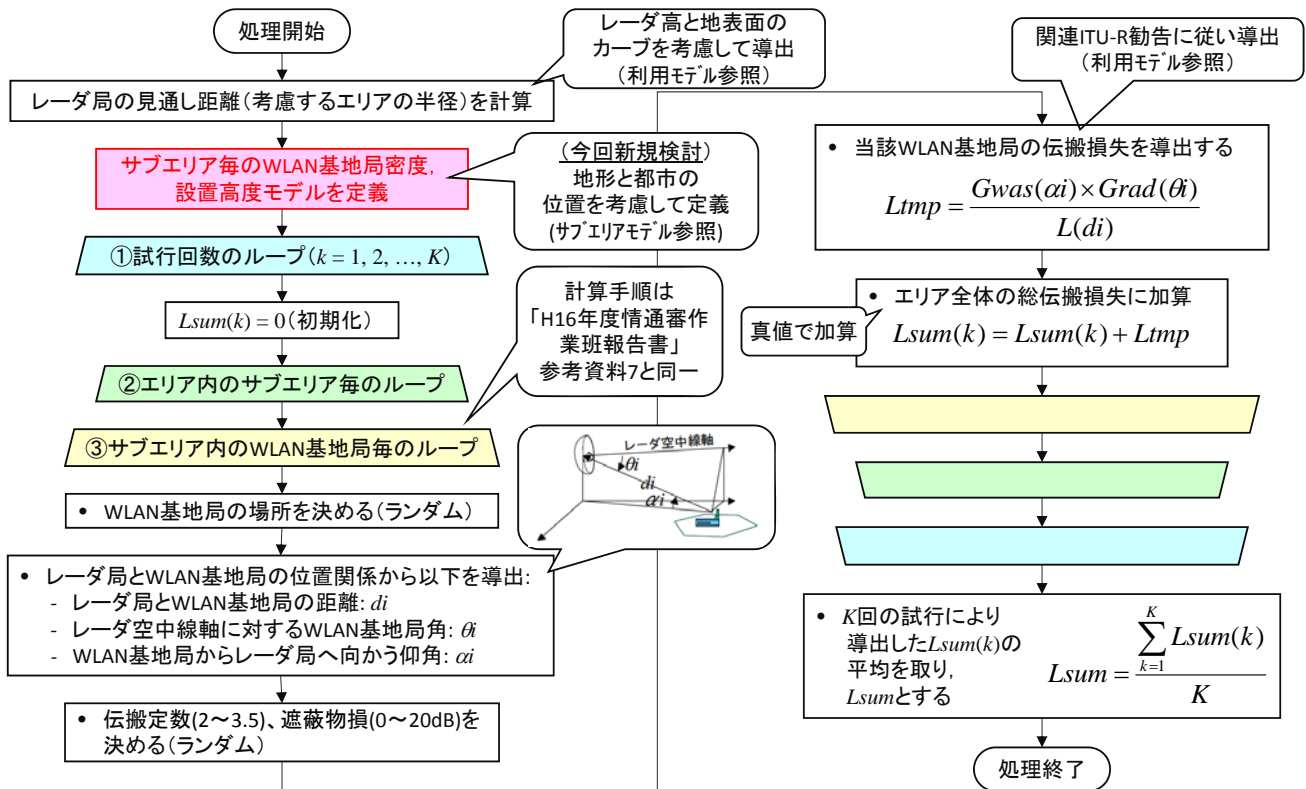 処理開始
レーダ高と地表面の
カーブを考慮して導出
（利用ﾓﾃﾞﾙ参照）
レーダ局の見通し距離（考慮するエリアの半径）を計算
サブエリア毎のWLAN基地局密度,
設置高度モデルを定義
（今回新規検討）
地形と都市の
位置を考慮して定義
(ｻﾌﾞｴﾘｱﾓﾃﾞﾙ参照)
①試行回数のループ（k = 1, 2, …, K）
Lsum(k) = 0（初期化）
計算手順は
「H16年度情通審作
業班報告書」
参考資料7と同一
②エリア内のサブエリア毎のループ
③サブエリア内のWLAN基地局毎のループ
レーダ空中線軸
θi
di
αi
• WLAN基地局の場所を決める（ランダム）
• レーダ局とWLAN基地局の位置関係から以下を導出：
- レーダ局とWLAN基地局の距離: di
- レーダ空中線軸に対するWLAN基地局角: θi
- WLAN基地局からレーダ局へ向かう仰角: αi
• 伝搬定数(2～3.5)、遮蔽物損(0～20dB)を
決める（ランダム）
関連ITU-R勧告に従い導出
（利用ﾓﾃﾞﾙ参照）
• 当該WLAN基地局の伝搬損失を導出する
Ltmp = Gwas(αi) × Grad(θi) / L(di)
• エリア全体の総伝搬損失に加算
真値で加算
Lsum(k) = Lsum(k) + Ltmp
• K回の試行により
導出したLsum(k)の
平均を取り,
Lsumとする
Lsum = ∑_{k=1}^{K} Lsum(k) / K
処理終了